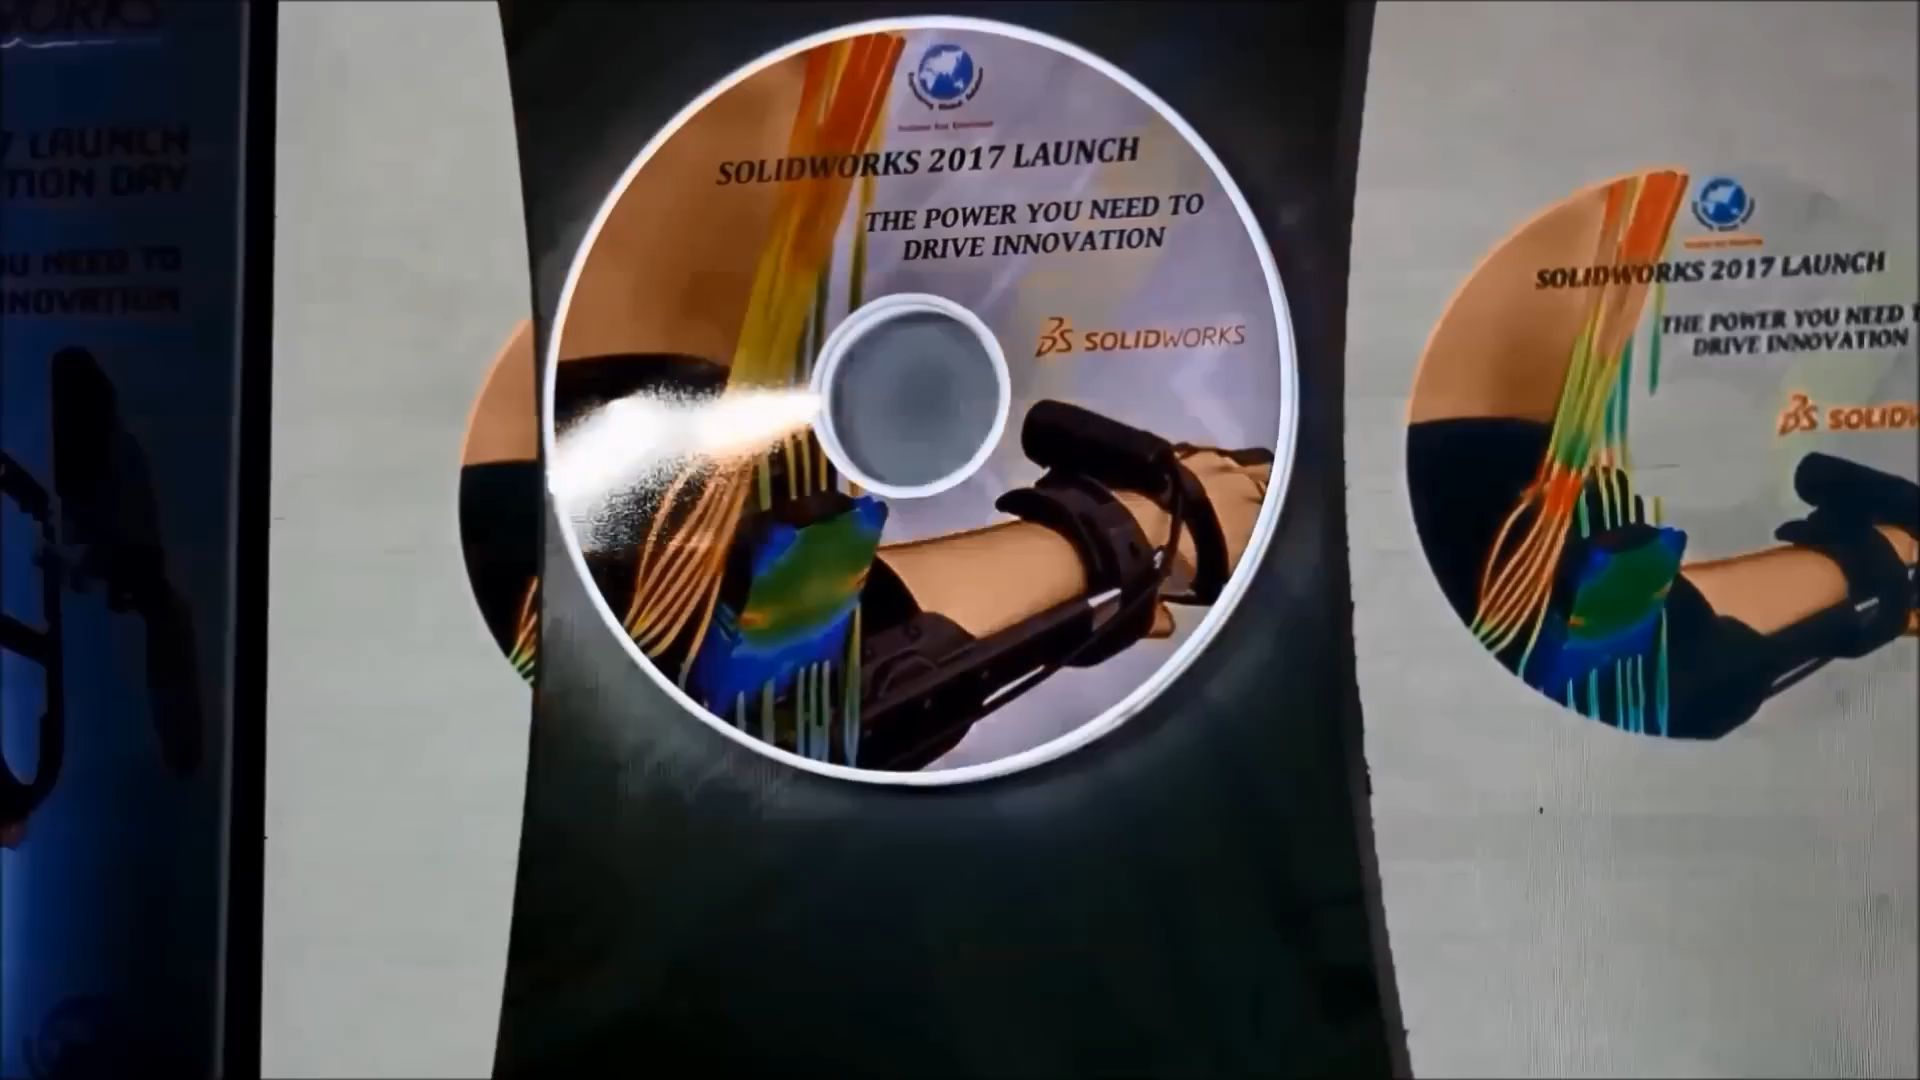 WORKS
7 LAUNCH
TION DAY
OU NEED TO
NNOVATION
SOLIDWORKS 2017 LAUNCH
THE POWER YOU NEED TO
DRIVE INNOVATION
SOLIDWORKS
SOLIDWORKS 2017 LAUNCH
THE POWER YOU NEED T
DRIVE INNOVATION
SOLIDW